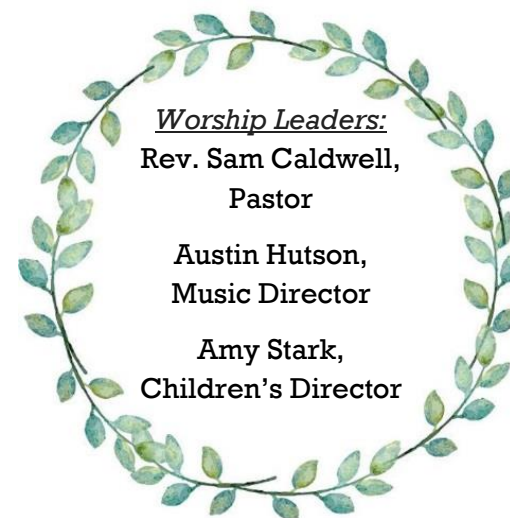 Worship Leaders:
Rev. Sam Caldwell,
Pastor
Austin Hutson,
Music Director
Amy Stark,
Children’s Director